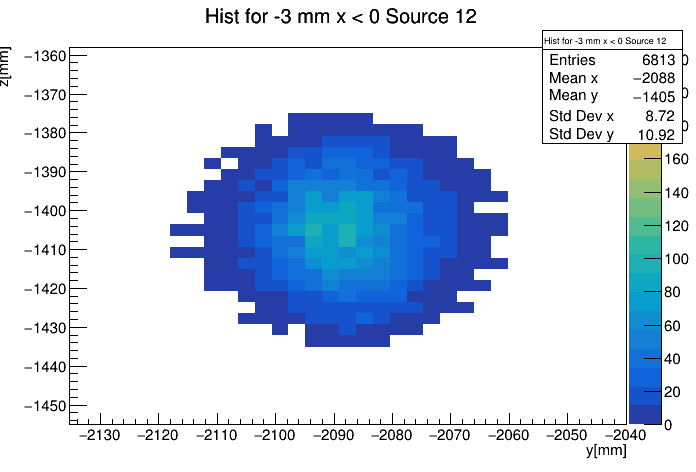 Hist for -3 mm x < 0 Source 12
Hist for -3 mm x < 0 Source 12
Entries 6813
Mean x −2088
Mean y −1405
Std Dev x 8.72
Std Dev y 10.92
z[mm]
−1360
−1370
−1380
−1390
−1400
−1410
−1420
−1430
−1440
−1450
−2130 −2120 −2110 −2100 −2090 −2080 −2070 −2060 −2050 −2040
y[mm]
160
140
120
100
80
60
40
20
0